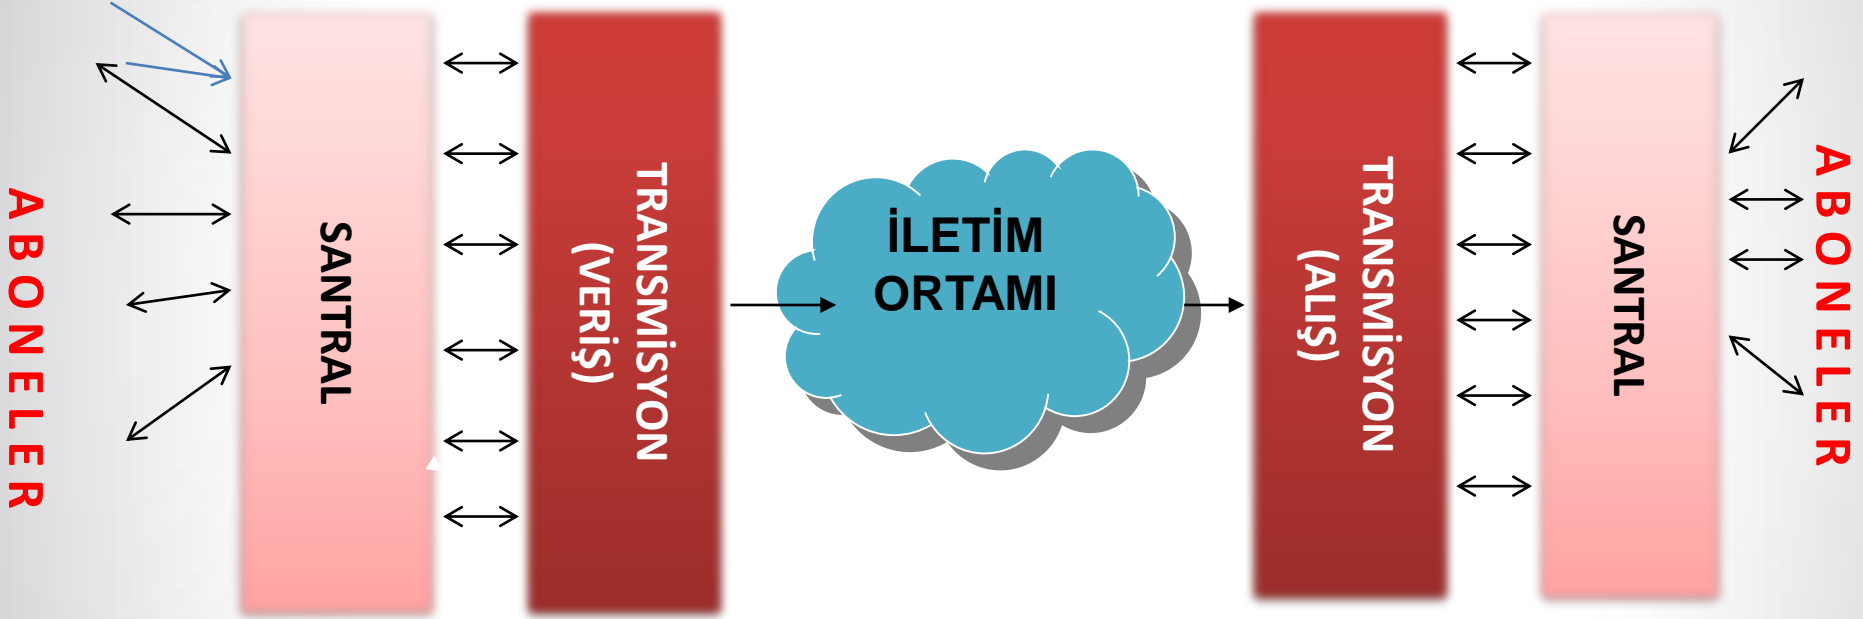 ABONELER
SANTRAL
TRANSMİSYON
(VERİŞ)
İLETİM
ORTAMI
TRANSMİSYON
(ALIŞ)
SANTRAL
ABONELER